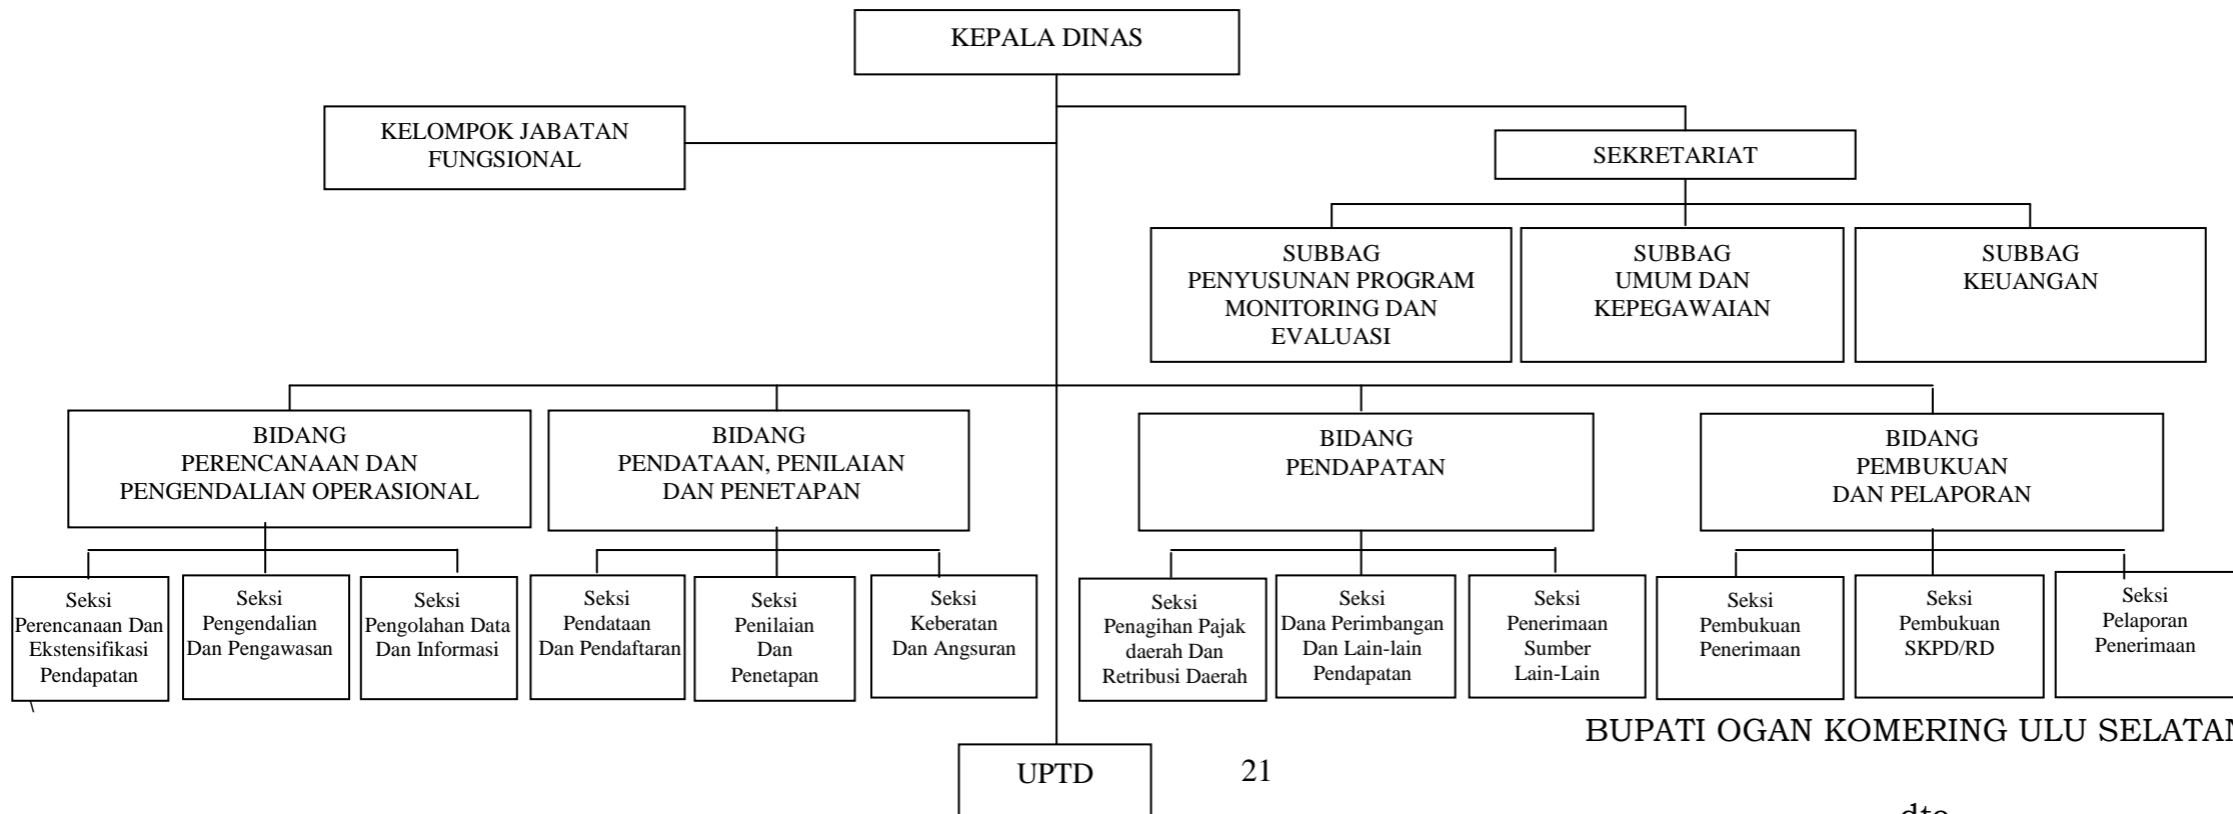 KEPALA DINAS
KELOMPOK JABATAN
FUNGSIONAL
SEKRETARIAT
SUBBAG
PENYUSUNAN PROGRAM
MONITORING DAN
EVALUASI
SUBBAG
UMUM DAN
KEPEGAWAIAN
SUBBAG
KEUANGAN
BIDANG
PERENCANAAN DAN
PENGENDALIAN OPERASIONAL
BIDANG
PENDATAAN, PENILAIAN
DAN PENETAPAN
BIDANG
PENDAPATAN
BIDANG
PEMBUKUAN
DAN PELAPORAN
Seksi
Perencanaan Dan
Ekstensifikasi
Pendapatan
Seksi
Pengendalian
Dan Pengawasan
Seksi
Pengolahan Data
Dan Informasi
Seksi
Pendataan
Dan Pendaftaran
Seksi
Penilaian
Dan
Penetapan
Seksi
Keberatan
Dan Angsuran
Seksi
Penagihan Pajak
daerah Dan
Retribusi Daerah
Seksi
Dana Perimbangan
Dan Lain-lain
Pendapatan
Seksi
Penerimaan
Sumber
Lain-Lain
Seksi
Pembukuan
Penerimaan
Seksi
Pembukuan
SKPD/RD
Seksi
Pelaporan
Penerimaan
\
BUPATI OGAN KOMERING ULU SELATAN
UPTD
21